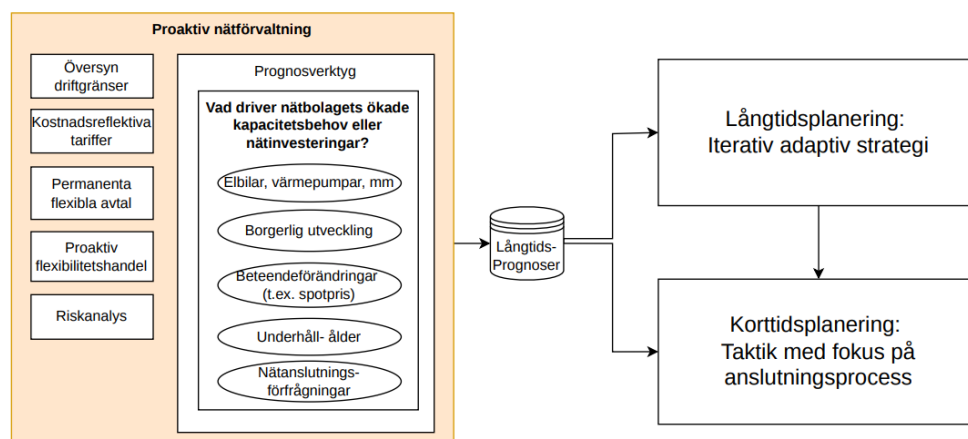 Proaktiv nätförvaltning
Översyn
driftgränser
Kostnadsreflektiva
tariffer
Permanenta
flexibla avtal
Proaktiv
flexibilitetshandel
Riskanalys
Prognosverktyg
Vad driver nätbolagets ökade
kapacitetsbehov eller
nätinvesteringar?
Elbilar, värmepumpar, mm
Borgerlig utveckling
Beteendeförändringar
(t.ex. spotpris)
Underhåll- ålder
Nätanslutnings-
förfrågningar
Långtids-
Prognoser
Långtidsplanering:
Iterativ adaptiv strategi
Korttidsplanering:
Taktik med fokus på
anslutningsprocess